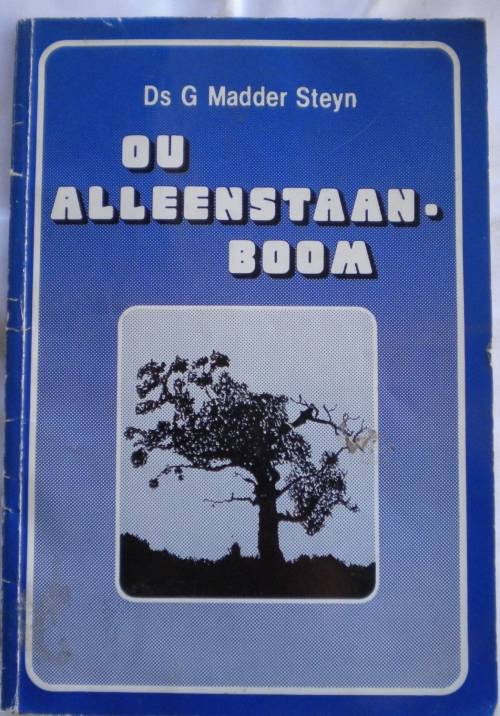 Ds G Madder Steyn
OU
ALLEENSTAAN-
BOOM